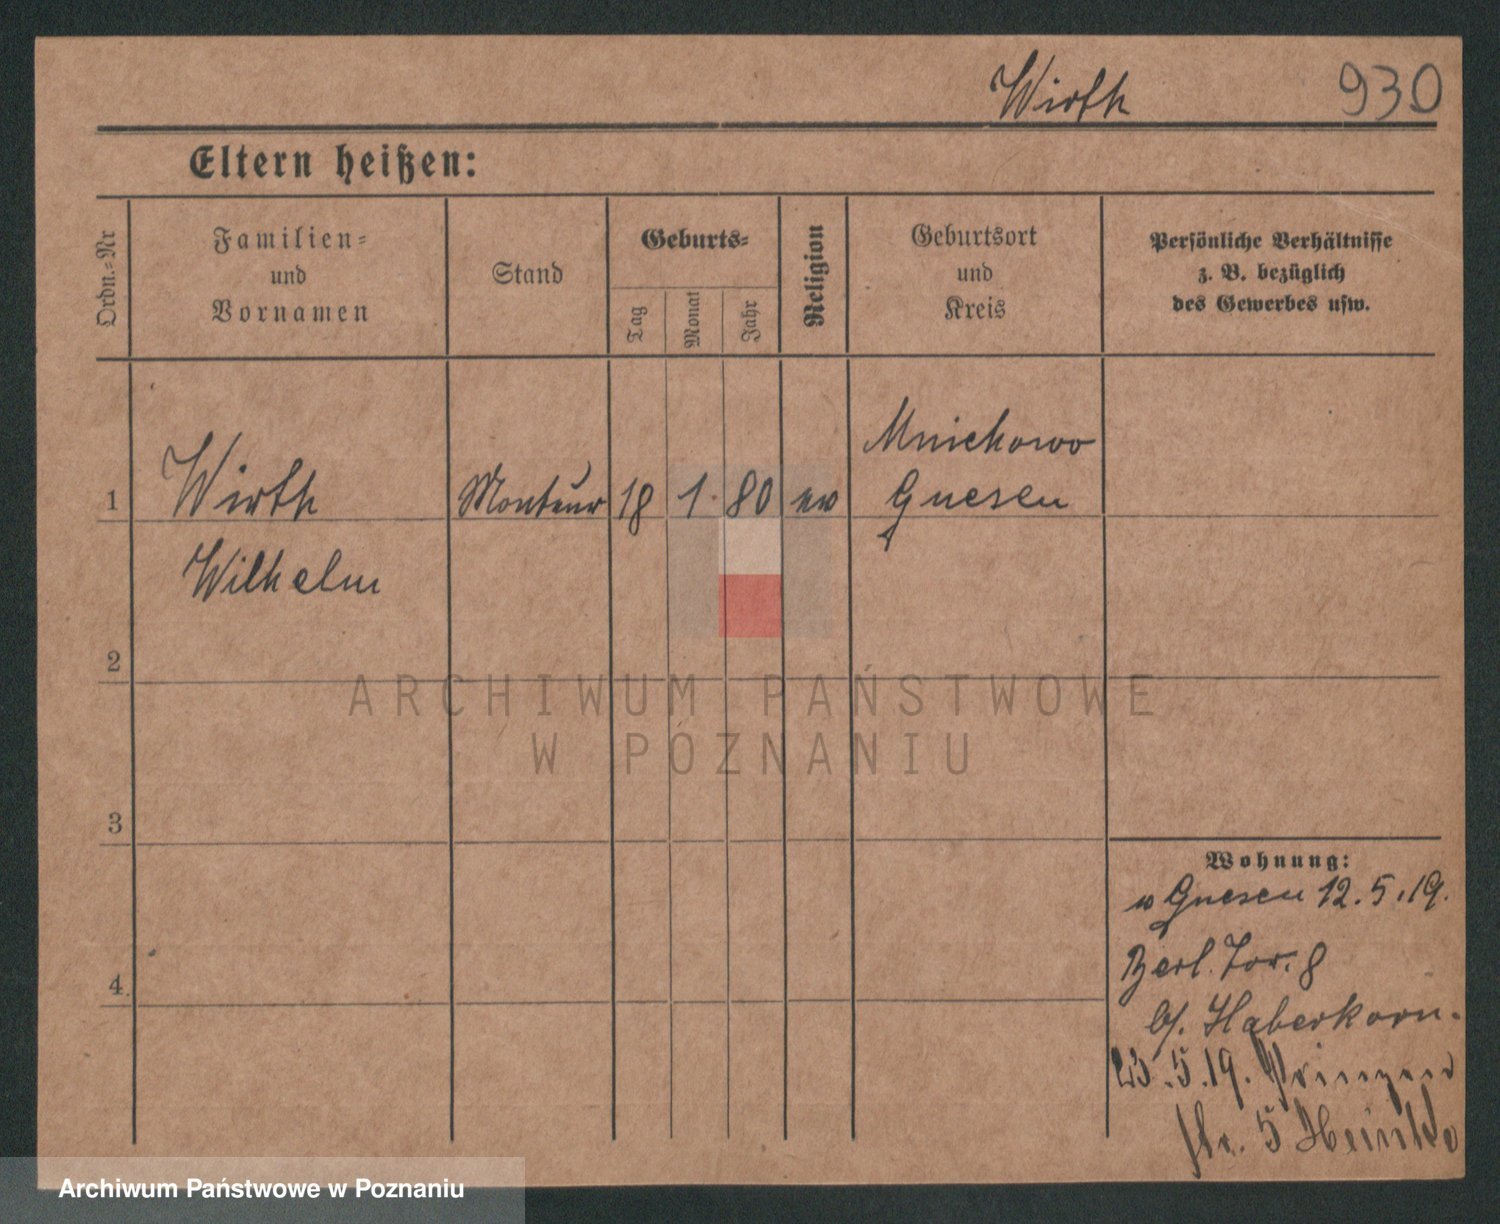 Wirth 930
Eltern heißen:
Ordn.=Nr
Familien=
und
Vornamen
Stand
Geburts=
Tag
Monat
Jahr
Religion
Geburtsort
und
Kreis
Persönliche Verhältnisse
z. B. bezüglich
des Gewerbes usw.
1 Wirth Monteur 18 1. 80 ev Mnichowo
Gnesen
Wilhelm
2
3
4.
ARCHIWUM PAŃSTWOWE
W POZNANIU
Wohnung:
v Gnesen 12.5.19.
Berl. Tor. 8
b/. Haberkorn.
23.5.19. Prinzen
str. 5
Archiwum Państwowe w Poznaniu